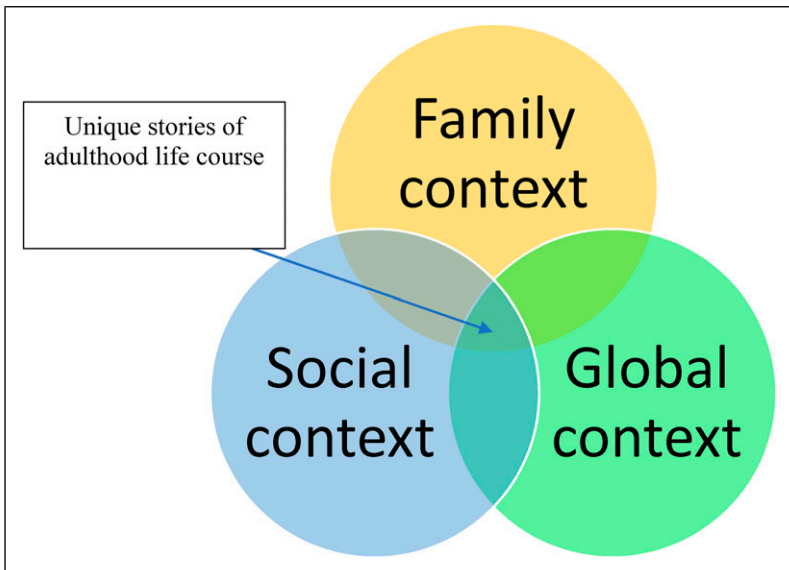 Unique stories of
adulthood life course
Family
context
Social
context
Global
context